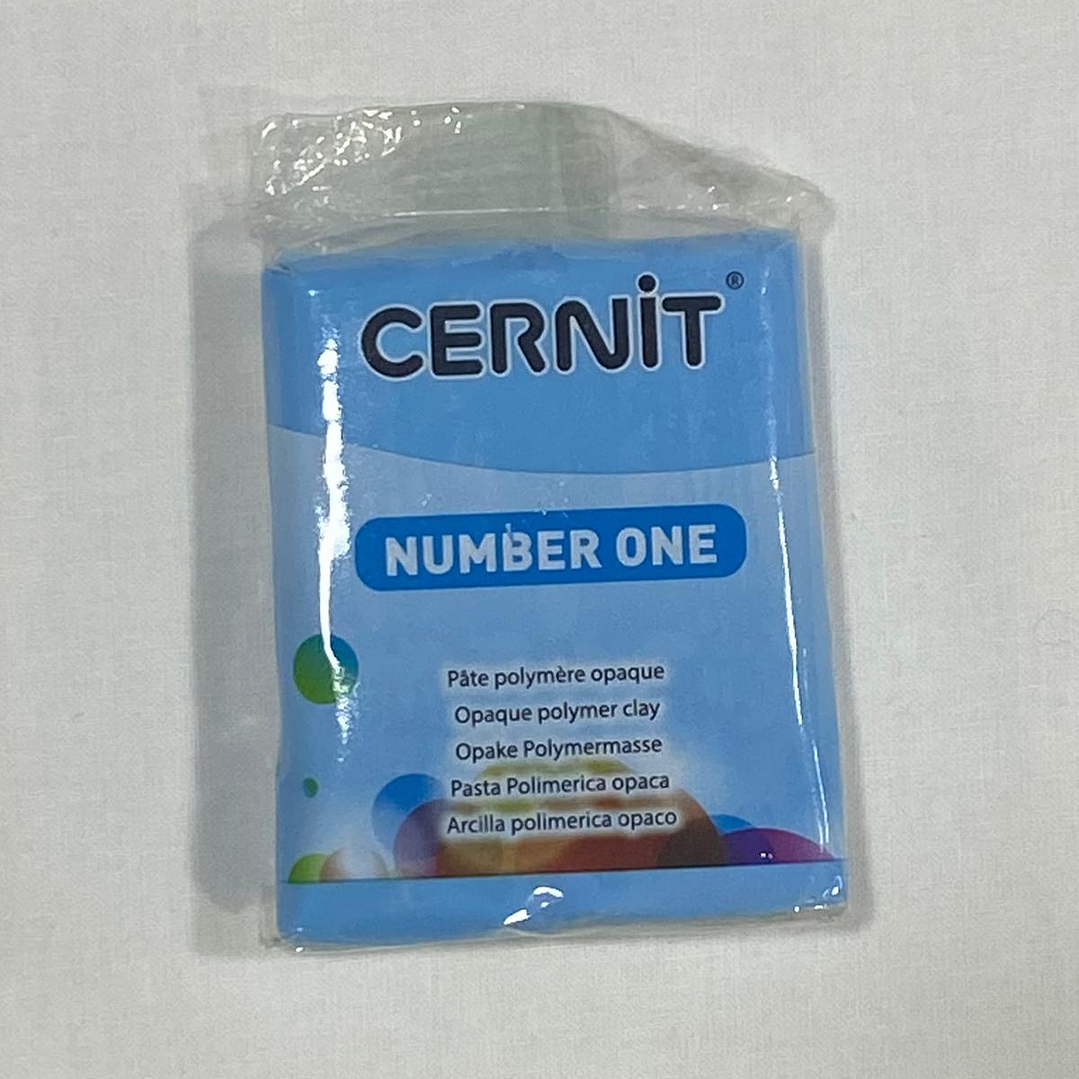 CERNiT®
NUMBER ONE
Pâte polymère opaque
Opaque polymer clay
Opake Polymermasse
Pasta Polimerica opaca
Arcilla polimerica opaco